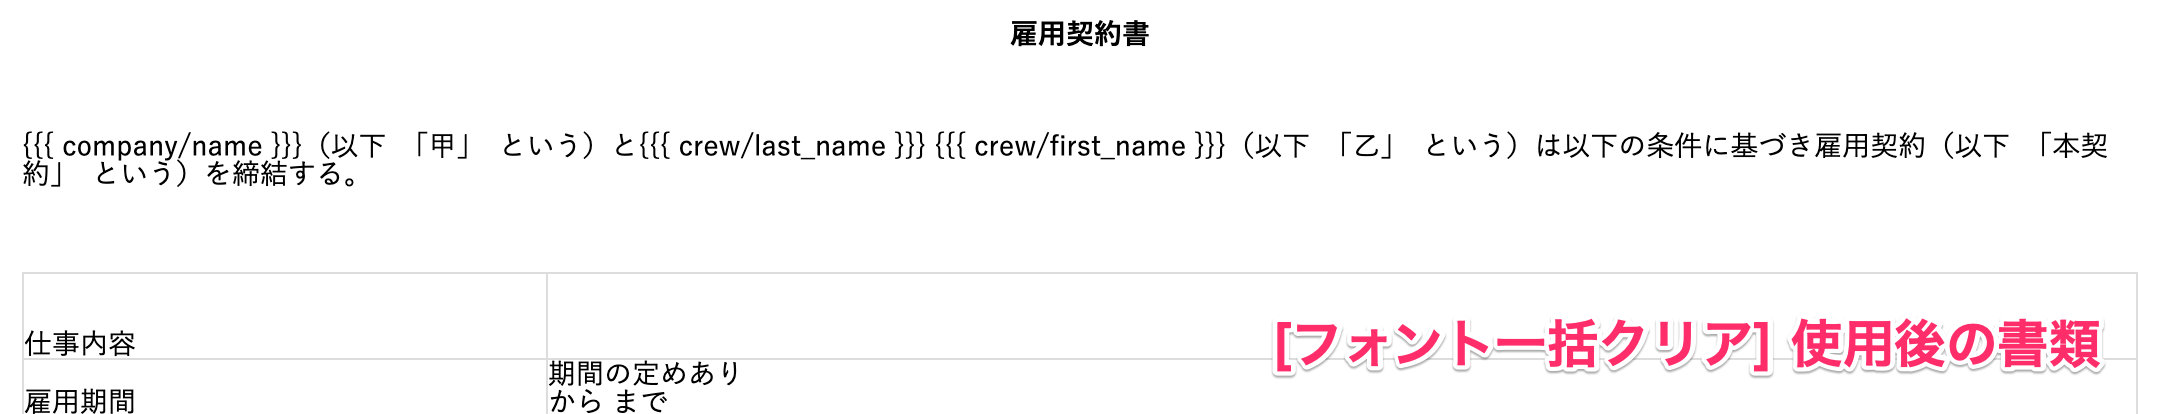 雇用契約書
{{{ company/name }}}（以下　「甲」　という）と{{{ crew/last_name }}} {{{ crew/first_name }}}（以下　「乙」　という）は以下の条件に基づき雇用契約（以下　「本契
約」　という）を締結する。
仕事内容
[フォント一括クリア] 使用後の書類
期間の定めあり
雇用期間
から まで